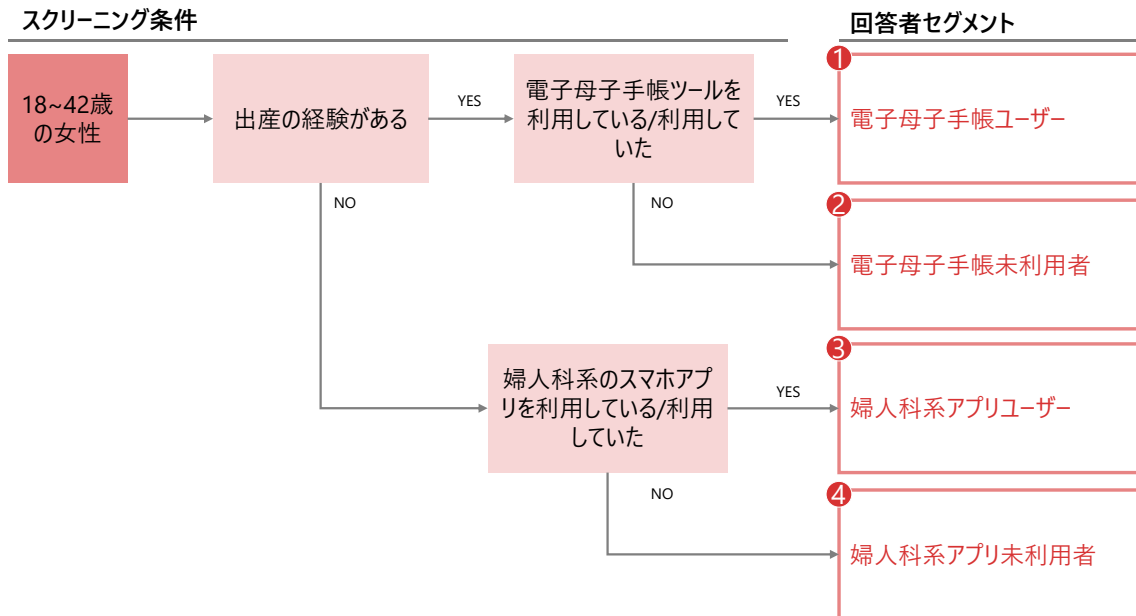 スクリーニング条件
回答者セグメント
18~42歳
の女性
出産の経験がある
YES
電子母子手帳ツールを
利用している/利用して
いた
YES
1
電子母子手帳ユーザー
NO
NO
2
電子母子手帳未利用者
婦人科系のスマホアプ
リを利用している/利用
していた
YES
3
婦人科系アプリユーザー
NO
4
婦人科系アプリ未利用者